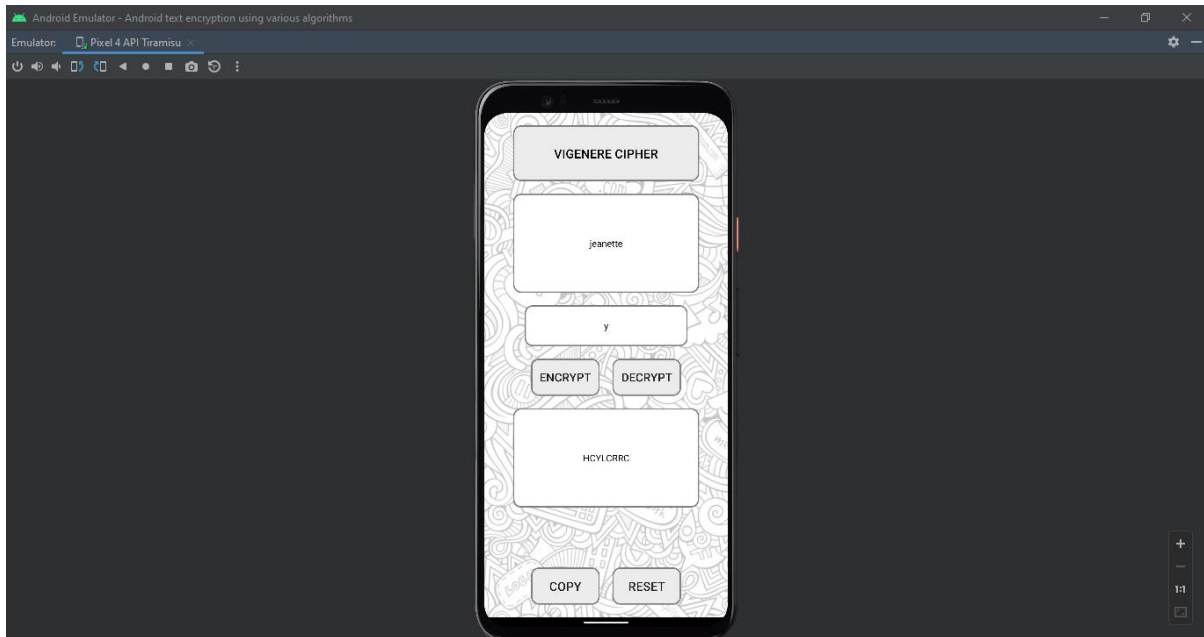 Android Emulator - Android text encryption using various algorithms
Emulator: Pixel 4 API Tiramisu
VIGENERE CIPHER
jeanette
y
ENCRYPT DECRYPT
HCYLCRRC
COPY RESET
1:1